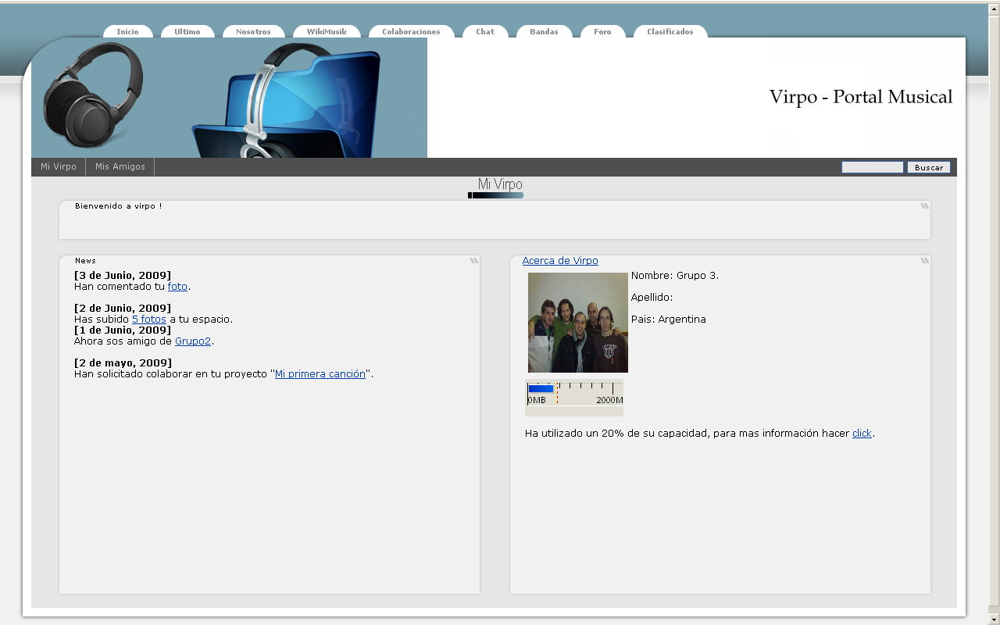 Inicio Ultimo Nosotros WikiMusik Colaboraciones Chat Bandas Foro Clasificados
Virpo - Portal Musical
Mi Virpo Mis Amigos Buscar
Mi Virpo
Bienvenido a virpo !
News
[3 de Junio, 2009]
Han comentado tu foto.
[2 de Junio, 2009]
Has subido 5 fotos a tu espacio.
[1 de Junio, 2009]
Ahora sos amigo de Grupo2.
[2 de mayo, 2009]
Han solicitado colaborar en tu proyecto "Mi primera canción".
Acerca de Virpo
Nombre: Grupo 3.
Apellido:
Pais: Argentina
0MB 2000M
Ha utilizado un 20% de su capacidad, para mas información hacer click.